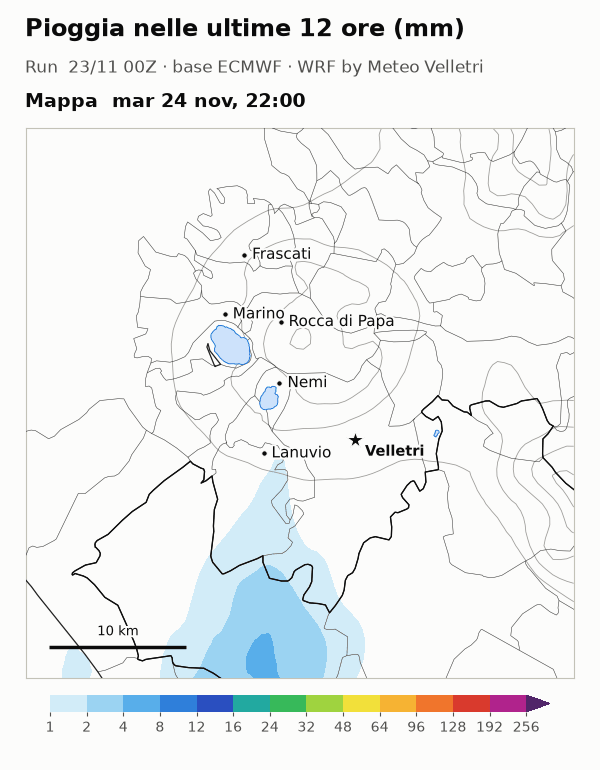 Pioggia nelle ultime 12 ore (mm)
Run  23/11 00Z · base ECMWF · WRF by Meteo Velletri
Mappa  mar 24 nov, 22:00
Frascati
Marino
Rocca di Papa
Nemi
Velletri
Lanuvio
10 km
1 2 4 8 12 16 24 32 48 64 96 128 192 256